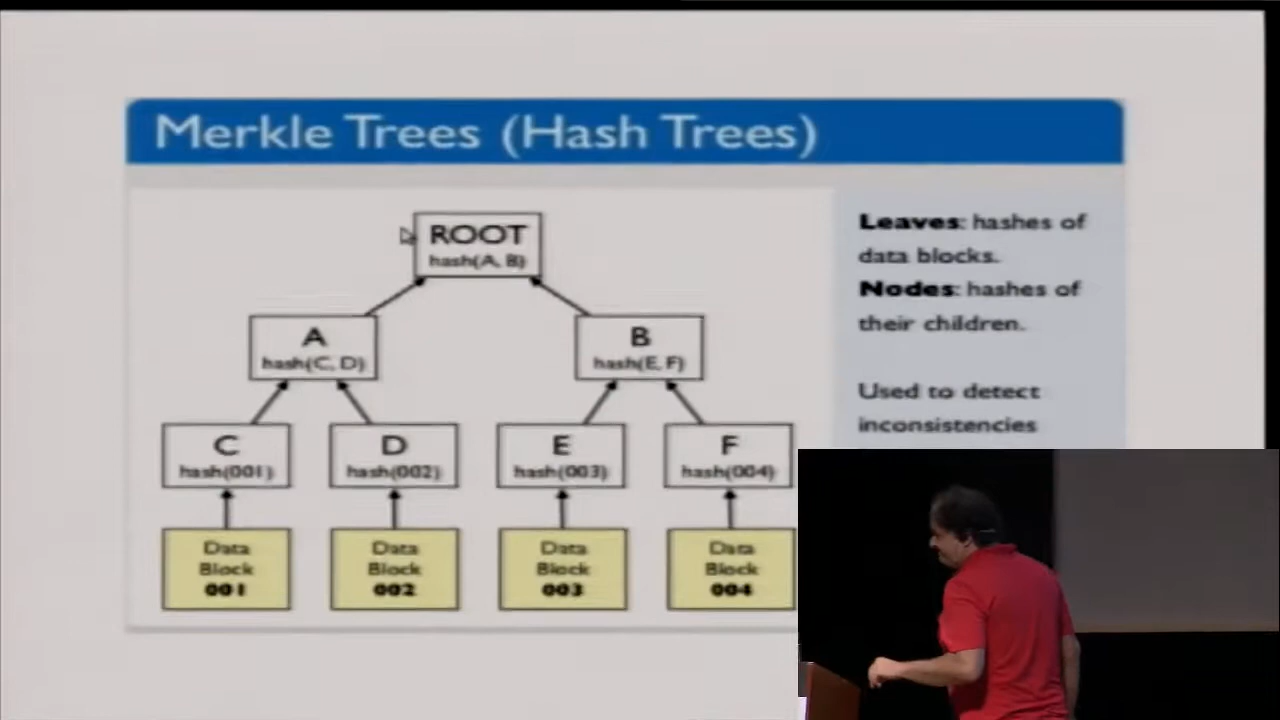 Merkle Trees (Hash Trees)
ROOT
hash(A, B)
A
hash(C, D)
B
hash(E, F)
C
hash(001)
D
hash(002)
E
hash(003)
F
hash(004)
Data
Block
001
Data
Block
002
Data
Block
003
Data
Block
004
Leaves: hashes of
data blocks.
Nodes: hashes of
their children.
Used to detect
inconsistencies